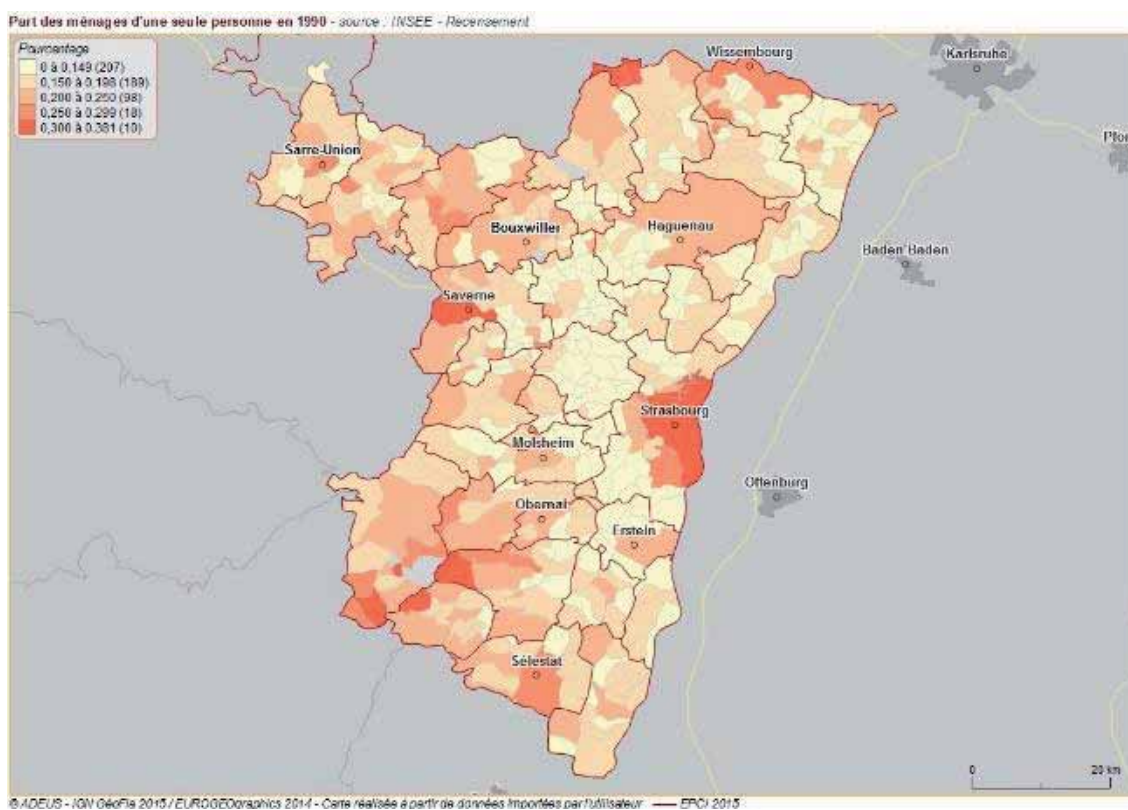 Part des ménages d'une seule personne en 1990 - source : INSEE - Recensement
Pourcentage
0 à 0,149 (207)
0,150 à 0,198 (189)
0,200 à 0,250 (98)
0,250 à 0,299 (18)
0,300 à 0,381 (10)
Wissembourg
Karlsruhe
Sarre-Union
Bouxwiller
Haguenau
Baden Baden
Saverne
Strasbourg
Molsheim
Offenburg
Obernai
Erstein
Sélestat
0 20 km
© ADEUS - IGN GéoFla 2015 / EUROGEOgraphics 2014 - Carte réalisée à partir de données importées par l'utilisateur EPCI 2015